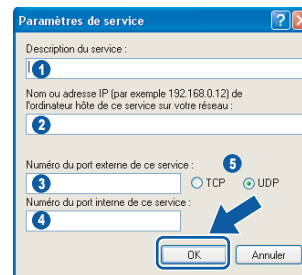 Paramètres de service
Description du service :
1
Nom ou adresse IP (par exemple 192.168.0.12) de
l'ordinateur hôte de ce service sur votre réseau :
2
Numéro du port externe de ce service : 5
3 TCP UDP
Numéro du port interne de ce service :
4
OK Annuler